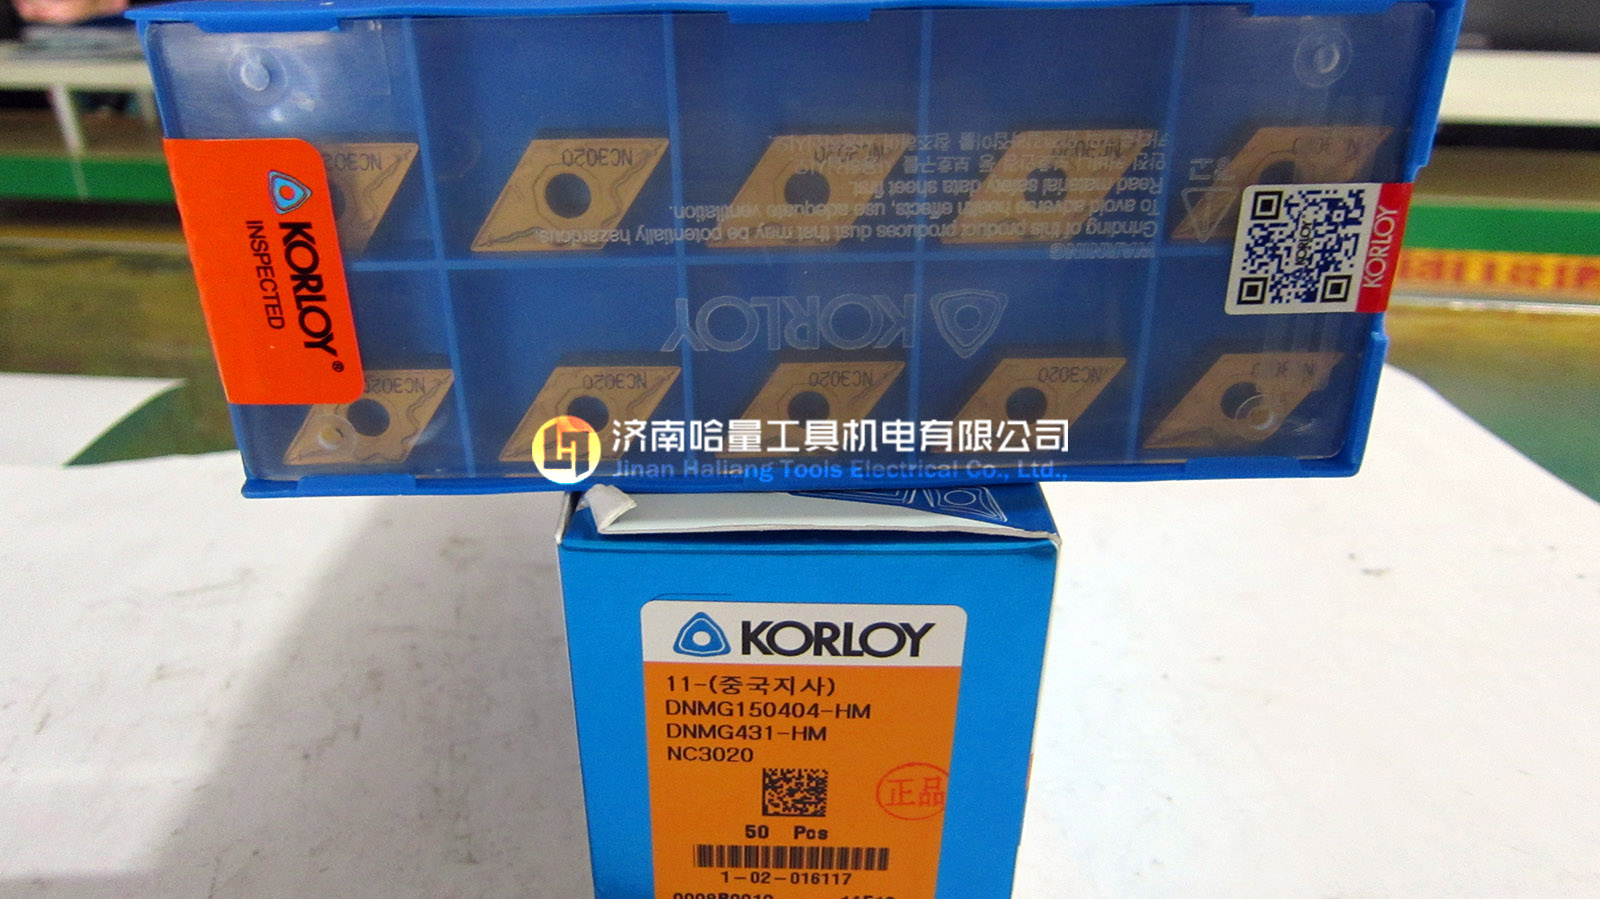 NC3020
NC3020
NC3020
WARNING
Grinding of this product produces dust that may be potentially hazardous.
To avoid adverse health effects, use adequate ventilation.
Read material safety data sheet first.
KORLOY
KORLOY®
INSPECTED
KORLOY
KORLOY
NC3020
NC3020
NC3020
NC3020
济南哈量工具机电有限公司
Jinan Haliang Tools Electrical Co., Ltd.,
KORLOY
11-(중국지사)
DNMG150404-HM
DNMG431-HM
NC3020
正品
50 Pcs
1-02-016117